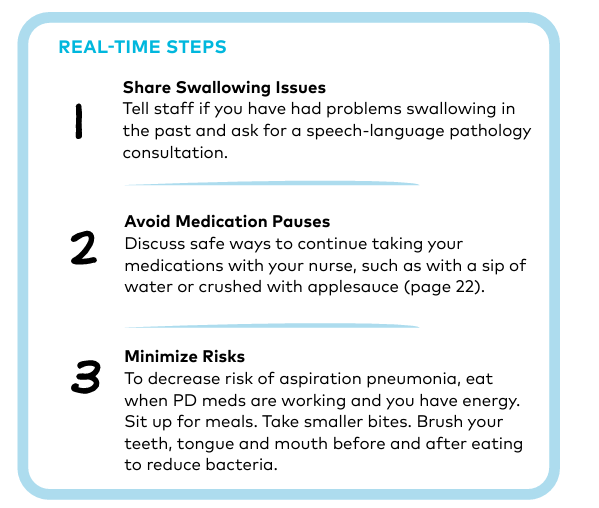 REAL-TIME STEPS
1
Share Swallowing Issues
Tell staff if you have had problems swallowing in
the past and ask for a speech-language pathology
consultation.
2
Avoid Medication Pauses
Discuss safe ways to continue taking your
medications with your nurse, such as with a sip of
water or crushed with applesauce (page 22).
3
Minimize Risks
To decrease risk of aspiration pneumonia, eat
when PD meds are working and you have energy.
Sit up for meals. Take smaller bites. Brush your
teeth, tongue and mouth before and after eating
to reduce bacteria.